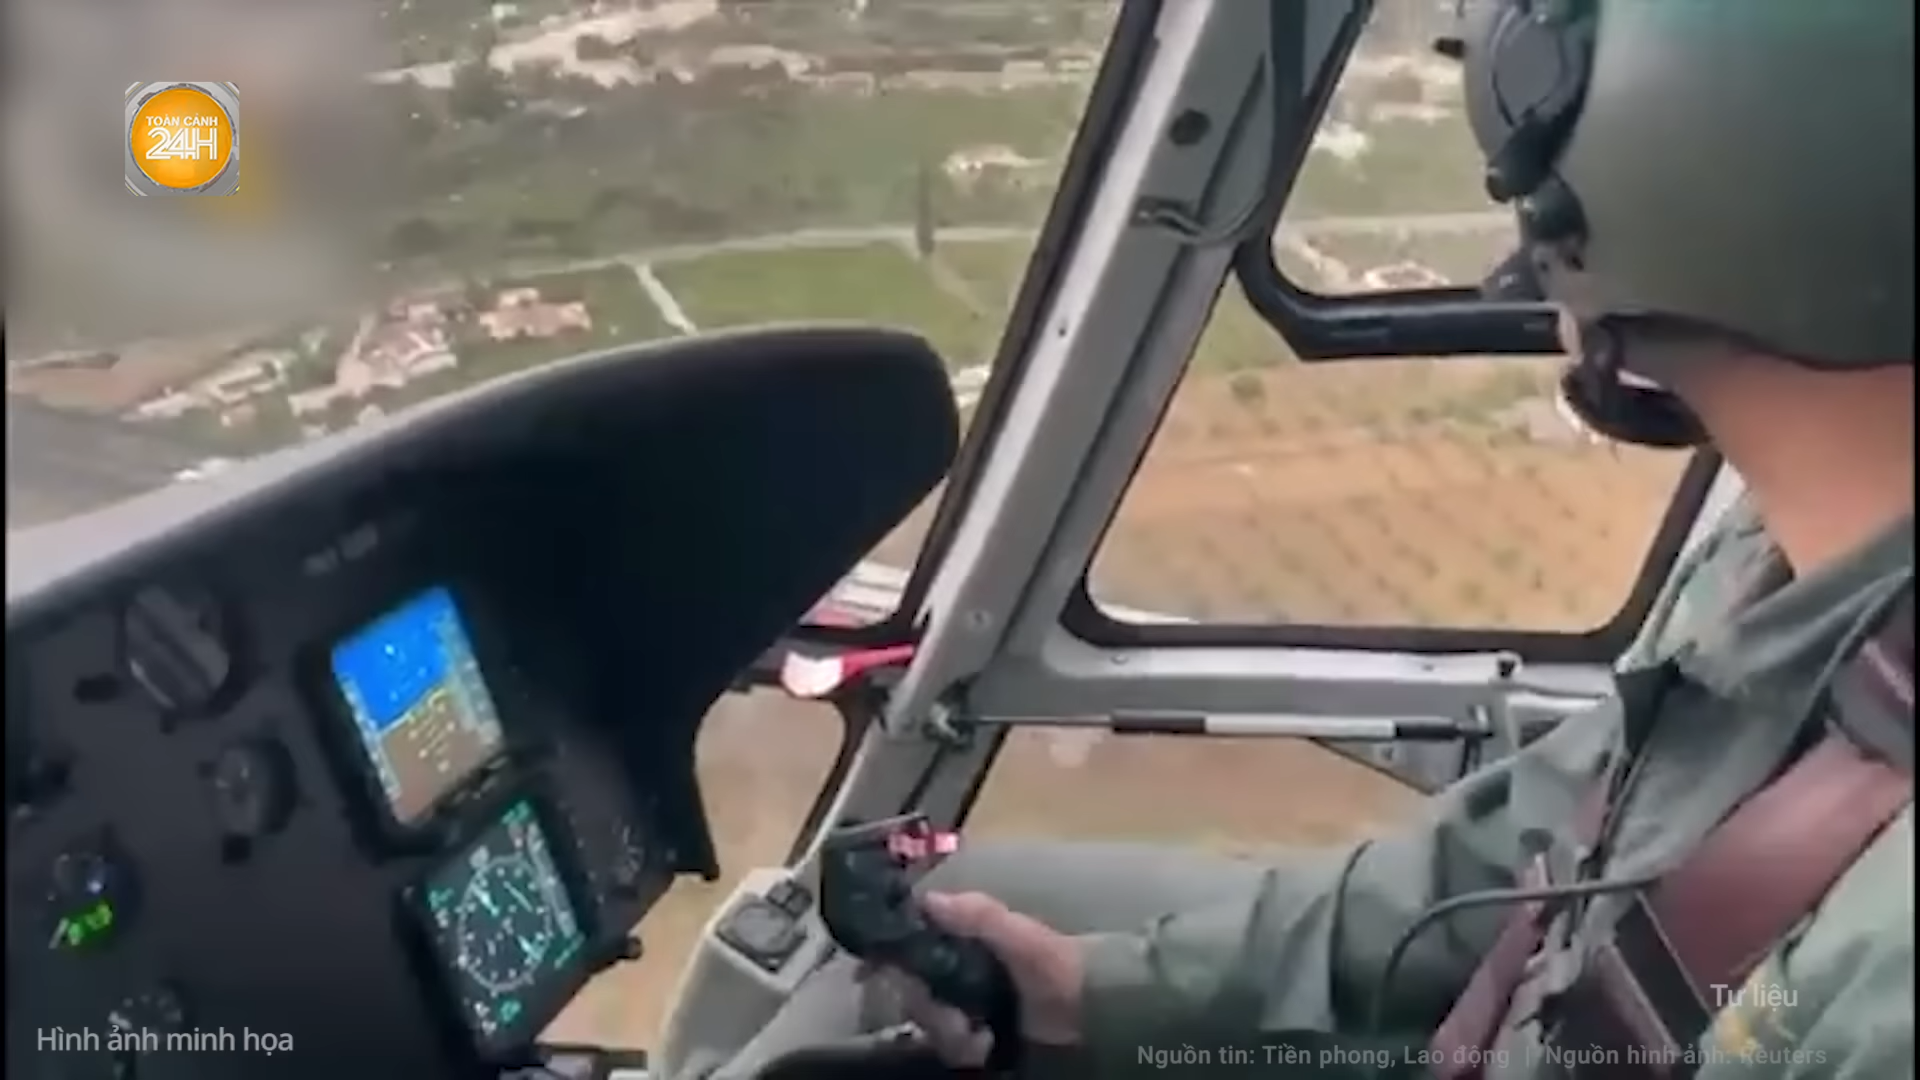 TOÀN CẢNH
24H
Tư liệu
Hình ảnh minh họa
Nguồn tin: Tiền phong, Lao động | Nguồn hình ảnh: Reuters